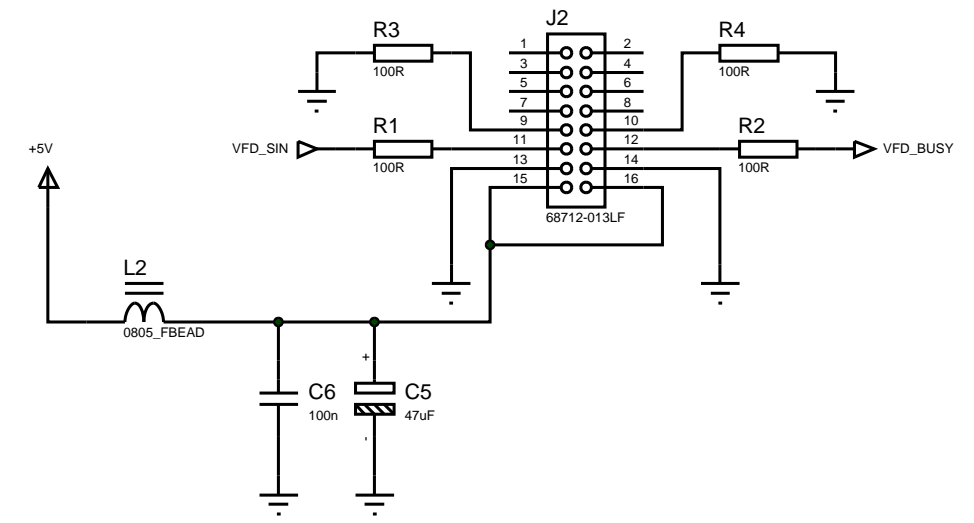 J2
R3
R4
100R
100R
1
2
3
4
5
6
7
8
9
10
R1
R2
VFD_SIN
11
12
VFD_BUSY
100R
100R
13
14
15
16
68712-013LF
+5V
L2
0805_FBEAD
+
C6
C5
100n
47uF
-